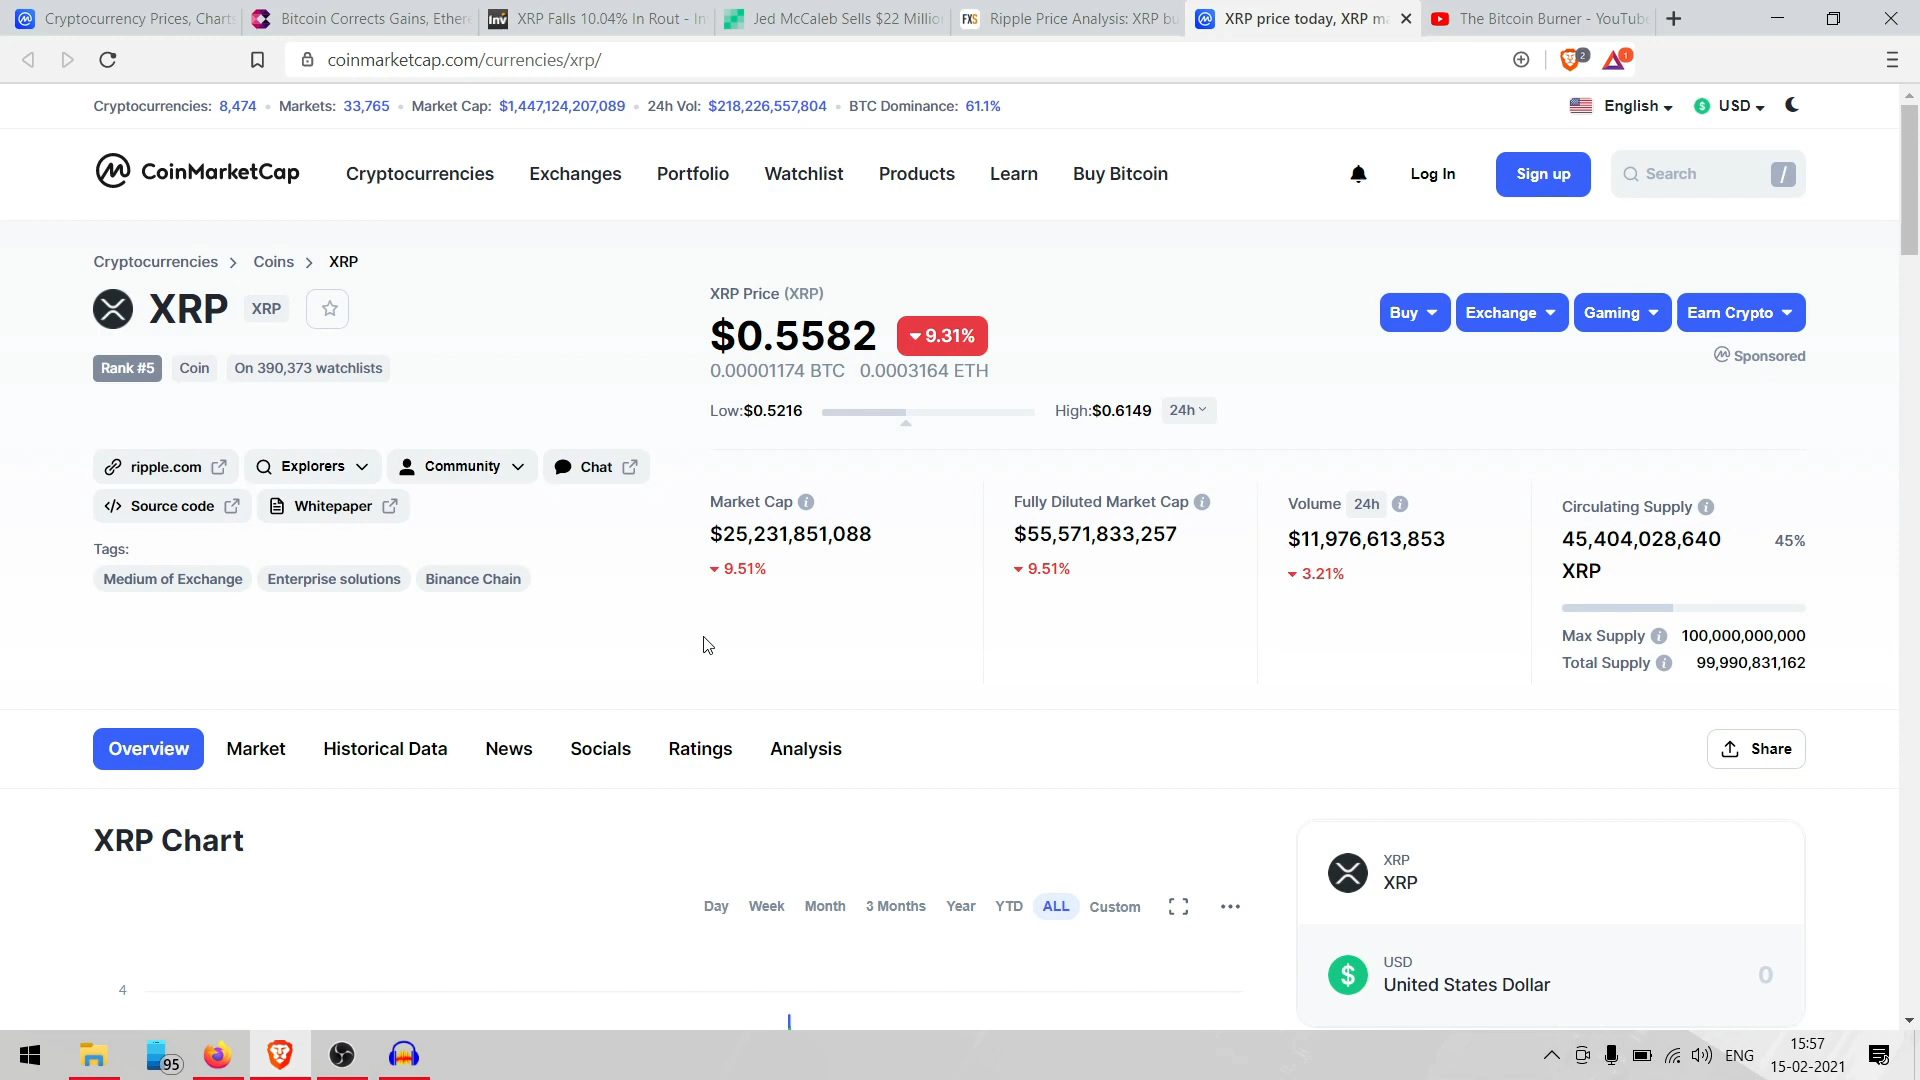 Cryptocurrency Prices, Charts
Bitcoin Corrects Gains, Ether
XRP Falls 10.04% In Rout - In
Jed McCaleb Sells $22 Million
FXS Ripple Price Analysis: XRP bu
XRP price today, XRP ma
The Bitcoin Burner - YouTube
coinmarketcap.com/currencies/xrp/
2
1
Cryptocurrencies: 8,474 • Markets: 33,765 • Market Cap: $1,447,124,207,089 • 24h Vol: $218,226,557,804 • BTC Dominance: 61.1%
English
USD
CoinMarketCap
Cryptocurrencies
Exchanges
Portfolio
Watchlist
Products
Learn
Buy Bitcoin
Log In
Sign up
Search
/
Cryptocurrencies > Coins > XRP
XRP XRP
Rank #5
Coin
On 390,373 watchlists
XRP Price (XRP)
$0.5582 9.31%
0.00001174 BTC 0.0003164 ETH
Low:$0.5216
High:$0.6149
24h
Buy
Exchange
Gaming
Earn Crypto
Sponsored
ripple.com
Explorers
Community
Chat
Source code
Whitepaper
Tags:
Medium of Exchange
Enterprise solutions
Binance Chain
Market Cap
$25,231,851,088
9.51%
Fully Diluted Market Cap
$55,571,833,257
9.51%
Volume 24h
$11,976,613,853
3.21%
Circulating Supply
45,404,028,640 45%
XRP
Max Supply 100,000,000,000
Total Supply 99,990,831,162
Overview
Market
Historical Data
News
Socials
Ratings
Analysis
Share
XRP Chart
Day
Week
Month
3 Months
Year
YTD
ALL
Custom
4
XRP
XRP
USD
United States Dollar
0
95
ENG
15:57
15-02-2021